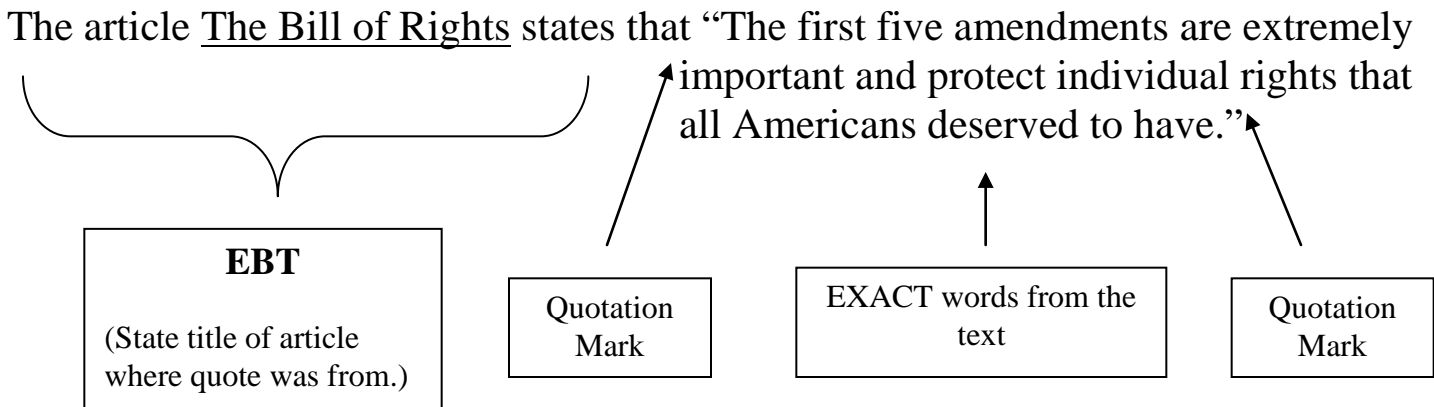 The article The Bill of Rights states that “The first five amendments are extremely
important and protect individual rights that
all Americans deserved to have.”
EBT
(State title of article
where quote was from.)
Quotation
Mark
EXACT words from the
text
Quotation
Mark